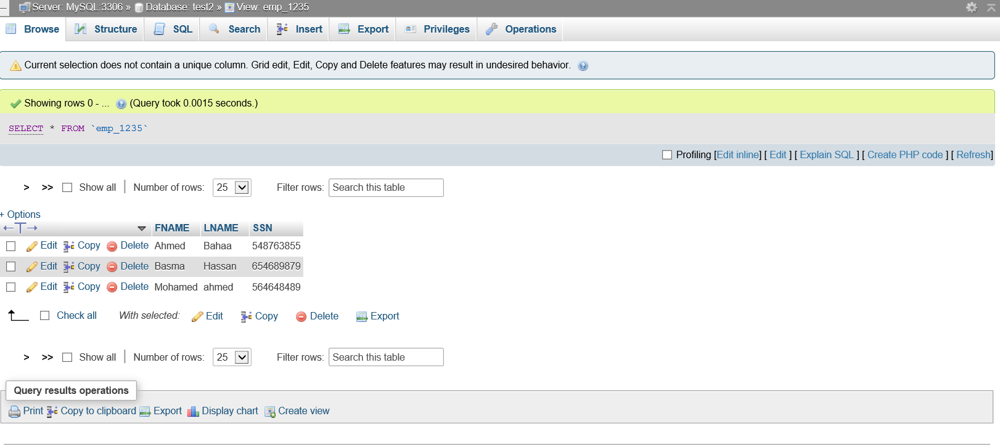 Server: MySQL:3306 » Database: test2 » View: emp_1235
Browse Structure SQL Search Insert Export Privileges Operations
Current selection does not contain a unique column. Grid edit, Edit, Copy and Delete features may result in undesired behavior.
Showing rows 0 - ... (Query took 0.0015 seconds.)
SELECT * FROM `emp_1235`
Profiling [Edit inline] [ Edit ] [ Explain SQL ] [ Create PHP code ] [ Refresh]
> >> Show all | Number of rows: 25 Filter rows: Search this table
+ Options
←T→ FNAME LNAME SSN
Edit Copy Delete Ahmed Bahaa 548763855
Edit Copy Delete Basma Hassan 654689879
Edit Copy Delete Mohamed ahmed 564648489
Check all With selected: Edit Copy Delete Export
> >> Show all | Number of rows: 25 Filter rows: Search this table
Query results operations
Print Copy to clipboard Export Display chart Create view